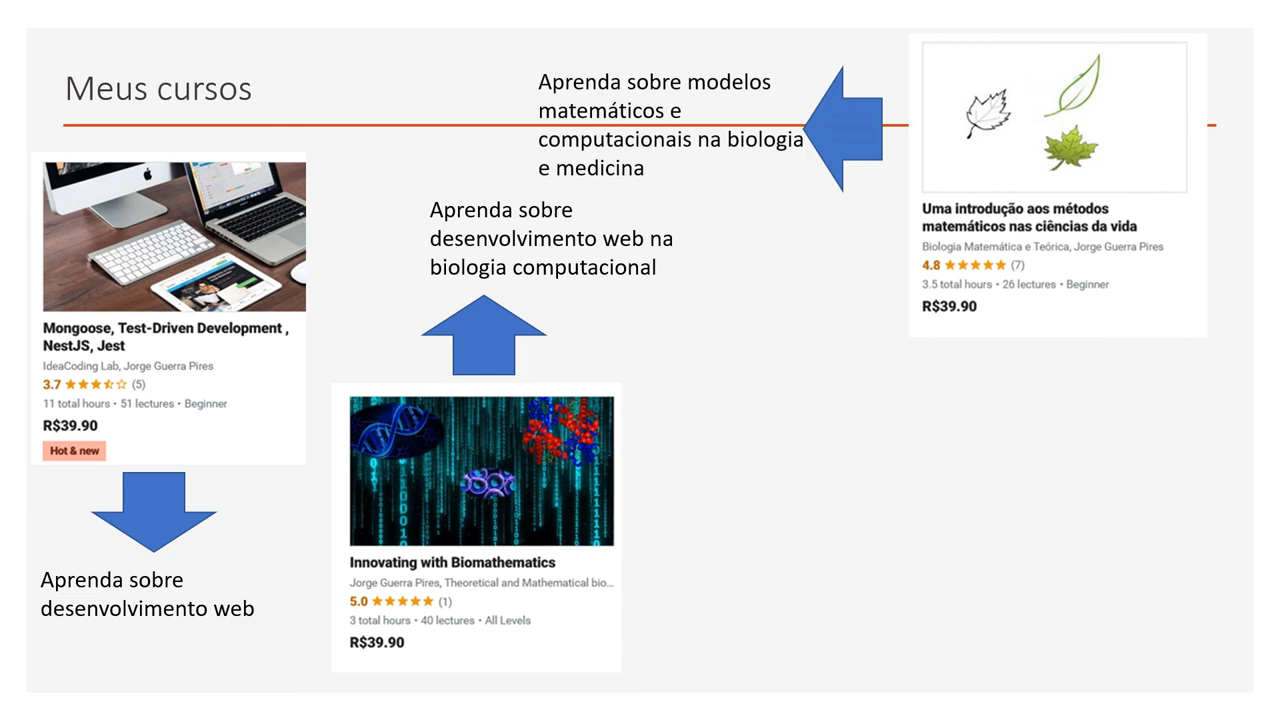 Meus cursos
Aprenda sobre modelos
matemáticos e
computacionais na biologia
e medicina
Uma introdução aos métodos
matemáticos nas ciências da vida
Biologia Matemática e Teórica, Jorge Guerra Pires
4.8 ★★★★★ (7)
3.5 total hours • 26 lectures • Beginner
R$39.90
Aprenda sobre
desenvolvimento web na
biologia computacional
Mongoose, Test-Driven Development ,
NestJS, Jest
IdeaCoding Lab, Jorge Guerra Pires
3.7 (5)
11 total hours • 51 lectures • Beginner
R$39.90
Hot & new
Aprenda sobre
desenvolvimento web
Innovating with Biomathematics
Jorge Guerra Pires, Theoretical and Mathematical bio...
5.0 (1)
3 total hours • 40 lectures • All Levels
R$39.90